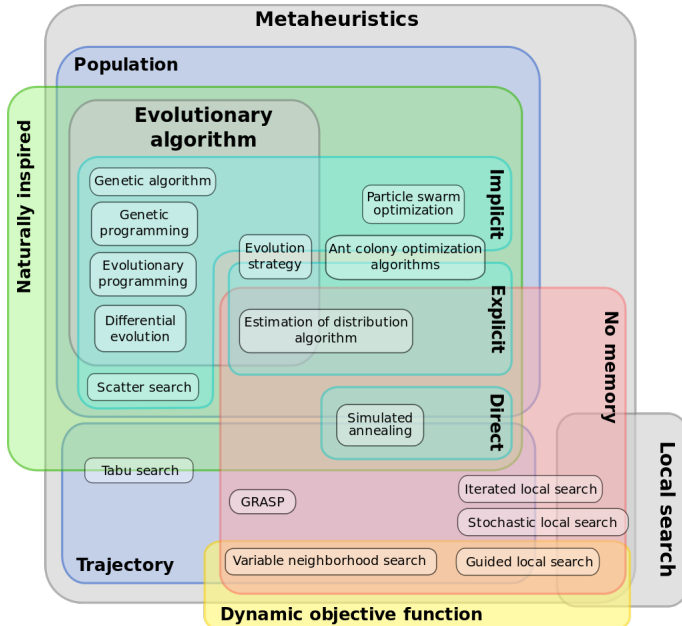 Metaheuristics
Population
Naturally inspired
Evolutionary
algorithm
Implicit
Genetic algorithm
Particle swarm
optimization
Genetic
programming
Evolution
strategy
Ant colony optimization
algorithms
Evolutionary
programming
Explicit
Differential
evolution
Estimation of distribution
algorithm
No memory
Scatter search
Direct
Simulated
annealing
Local search
Tabu search
GRASP
Iterated local search
Stochastic local search
Trajectory
Variable neighborhood search
Guided local search
Dynamic objective function